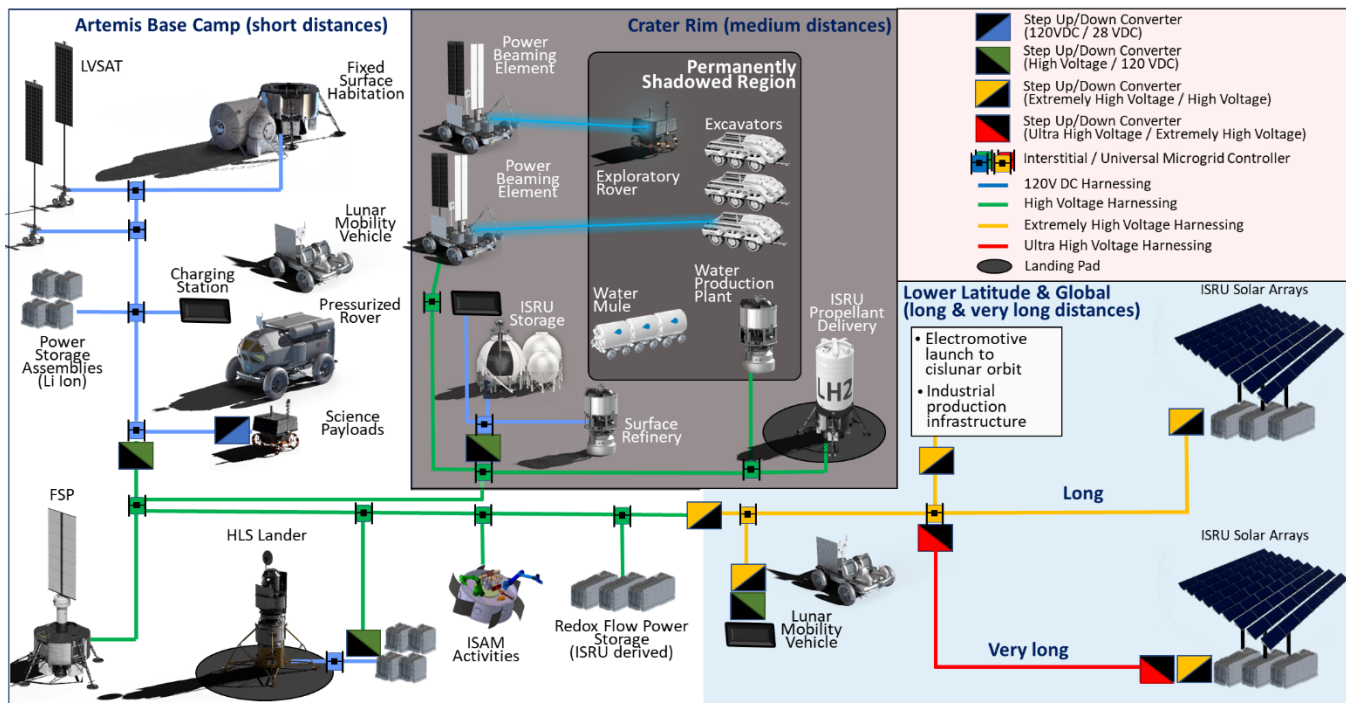 Artemis Base Camp (short distances)
LVSAT
Fixed
Surface
Habitation
Lunar
Mobility
Vehicle
Charging
Station
Pressurized
Rover
Power
Storage
Assemblies
(Li Ion)
Science
Payloads
FSP
HLS Lander
ISAM
Activities
Redox Flow Power
Storage
(ISRU derived)
Crater Rim (medium distances)
Power
Beaming
Element
Permanently
Shadowed Region
Excavators
Exploratory
Rover
Power
Beaming
Element
Water
Production
Plant
ISRU
Storage
Water
Mule
ISRU
Propellant
Delivery
LH2
Surface
Refinery
Step Up/Down Converter
(120VDC / 28 VDC)
Step Up/Down Converter
(High Voltage / 120 VDC)
Step Up/Down Converter
(Extremely High Voltage / High Voltage)
Step Up/Down Converter
(Ultra High Voltage / Extremely High Voltage)
Interstitial / Universal Microgrid Controller
120V DC Harnessing
High Voltage Harnessing
Extremely High Voltage Harnessing
Ultra High Voltage Harnessing
Landing Pad
Lower Latitude & Global
(long & very long distances)
• Electromotive
launch to
cislunar orbit
• Industrial
production
infrastructure
ISRU Solar Arrays
Long
ISRU Solar Arrays
Lunar
Mobility
Vehicle
Very long